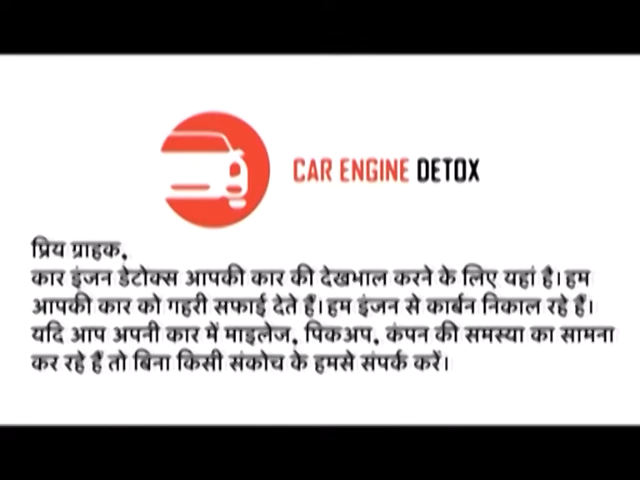 CAR ENGINE DETOX
प्रिय ग्राहक,
कार इंजन डेटोक्स आपकी कार की देखभाल करने के लिए यहां है। हम
आपकी कार को गहरी सफाई देते हैं। हम इंजन से कार्बन निकाल रहे हैं।
यदि आप अपनी कार में माइलेज, पिकअप, कंपन की समस्या का सामना
कर रहे हैं तो बिना किसी संकोच के हमसे संपर्क करें।